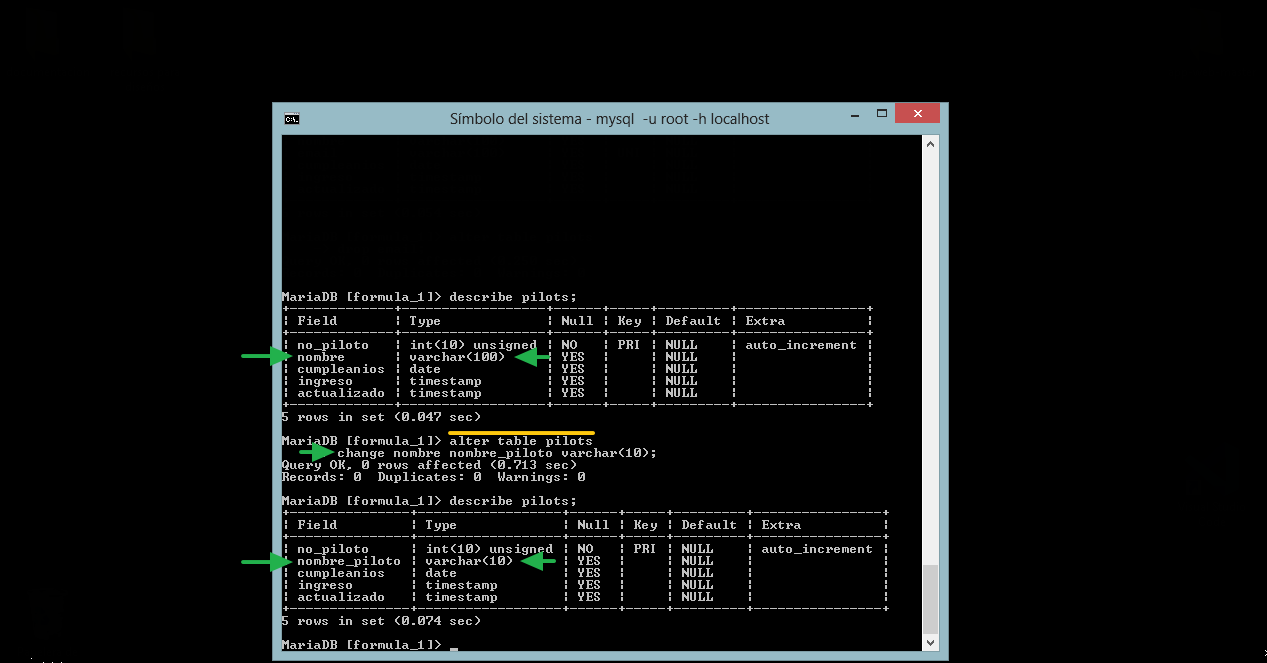 Símbolo del sistema - mysql -u root -h localhost
MariaDB [formula_1]> describe pilots;
+--------------+------------------+------+-----+---------+----------------+
| Field        | Type             | Null | Key | Default | Extra          |
+--------------+------------------+------+-----+---------+----------------+
| no_piloto    | int(10) unsigned | NO   | PRI | NULL    | auto_increment |
| nombre       | varchar(100)     | YES  |     | NULL    |                |
| cumpleanios  | date             | YES  |     | NULL    |                |
| ingreso      | timestamp        | YES  |     | NULL    |                |
| actualizado  | timestamp        | YES  |     | NULL    |                |
+--------------+------------------+------+-----+---------+----------------+
5 rows in set (0.047 sec)
MariaDB [formula_1]> alter table pilots
change nombre nombre_piloto varchar(10);
Query OK, 0 rows affected (0.713 sec)
Records: 0  Duplicates: 0  Warnings: 0
MariaDB [formula_1]> describe pilots;
+---------------+------------------+------+-----+---------+----------------+
| Field         | Type             | Null | Key | Default | Extra          |
+---------------+------------------+------+-----+---------+----------------+
| no_piloto     | int(10) unsigned | NO   | PRI | NULL    | auto_increment |
| nombre_piloto | varchar(10)      | YES  |     | NULL    |                |
| cumpleanios   | date             | YES  |     | NULL    |                |
| ingreso       | timestamp        | YES  |     | NULL    |                |
| actualizado   | timestamp        | YES  |     | NULL    |                |
+---------------+------------------+------+-----+---------+----------------+
5 rows in set (0.074 sec)
MariaDB [formula_1]> _